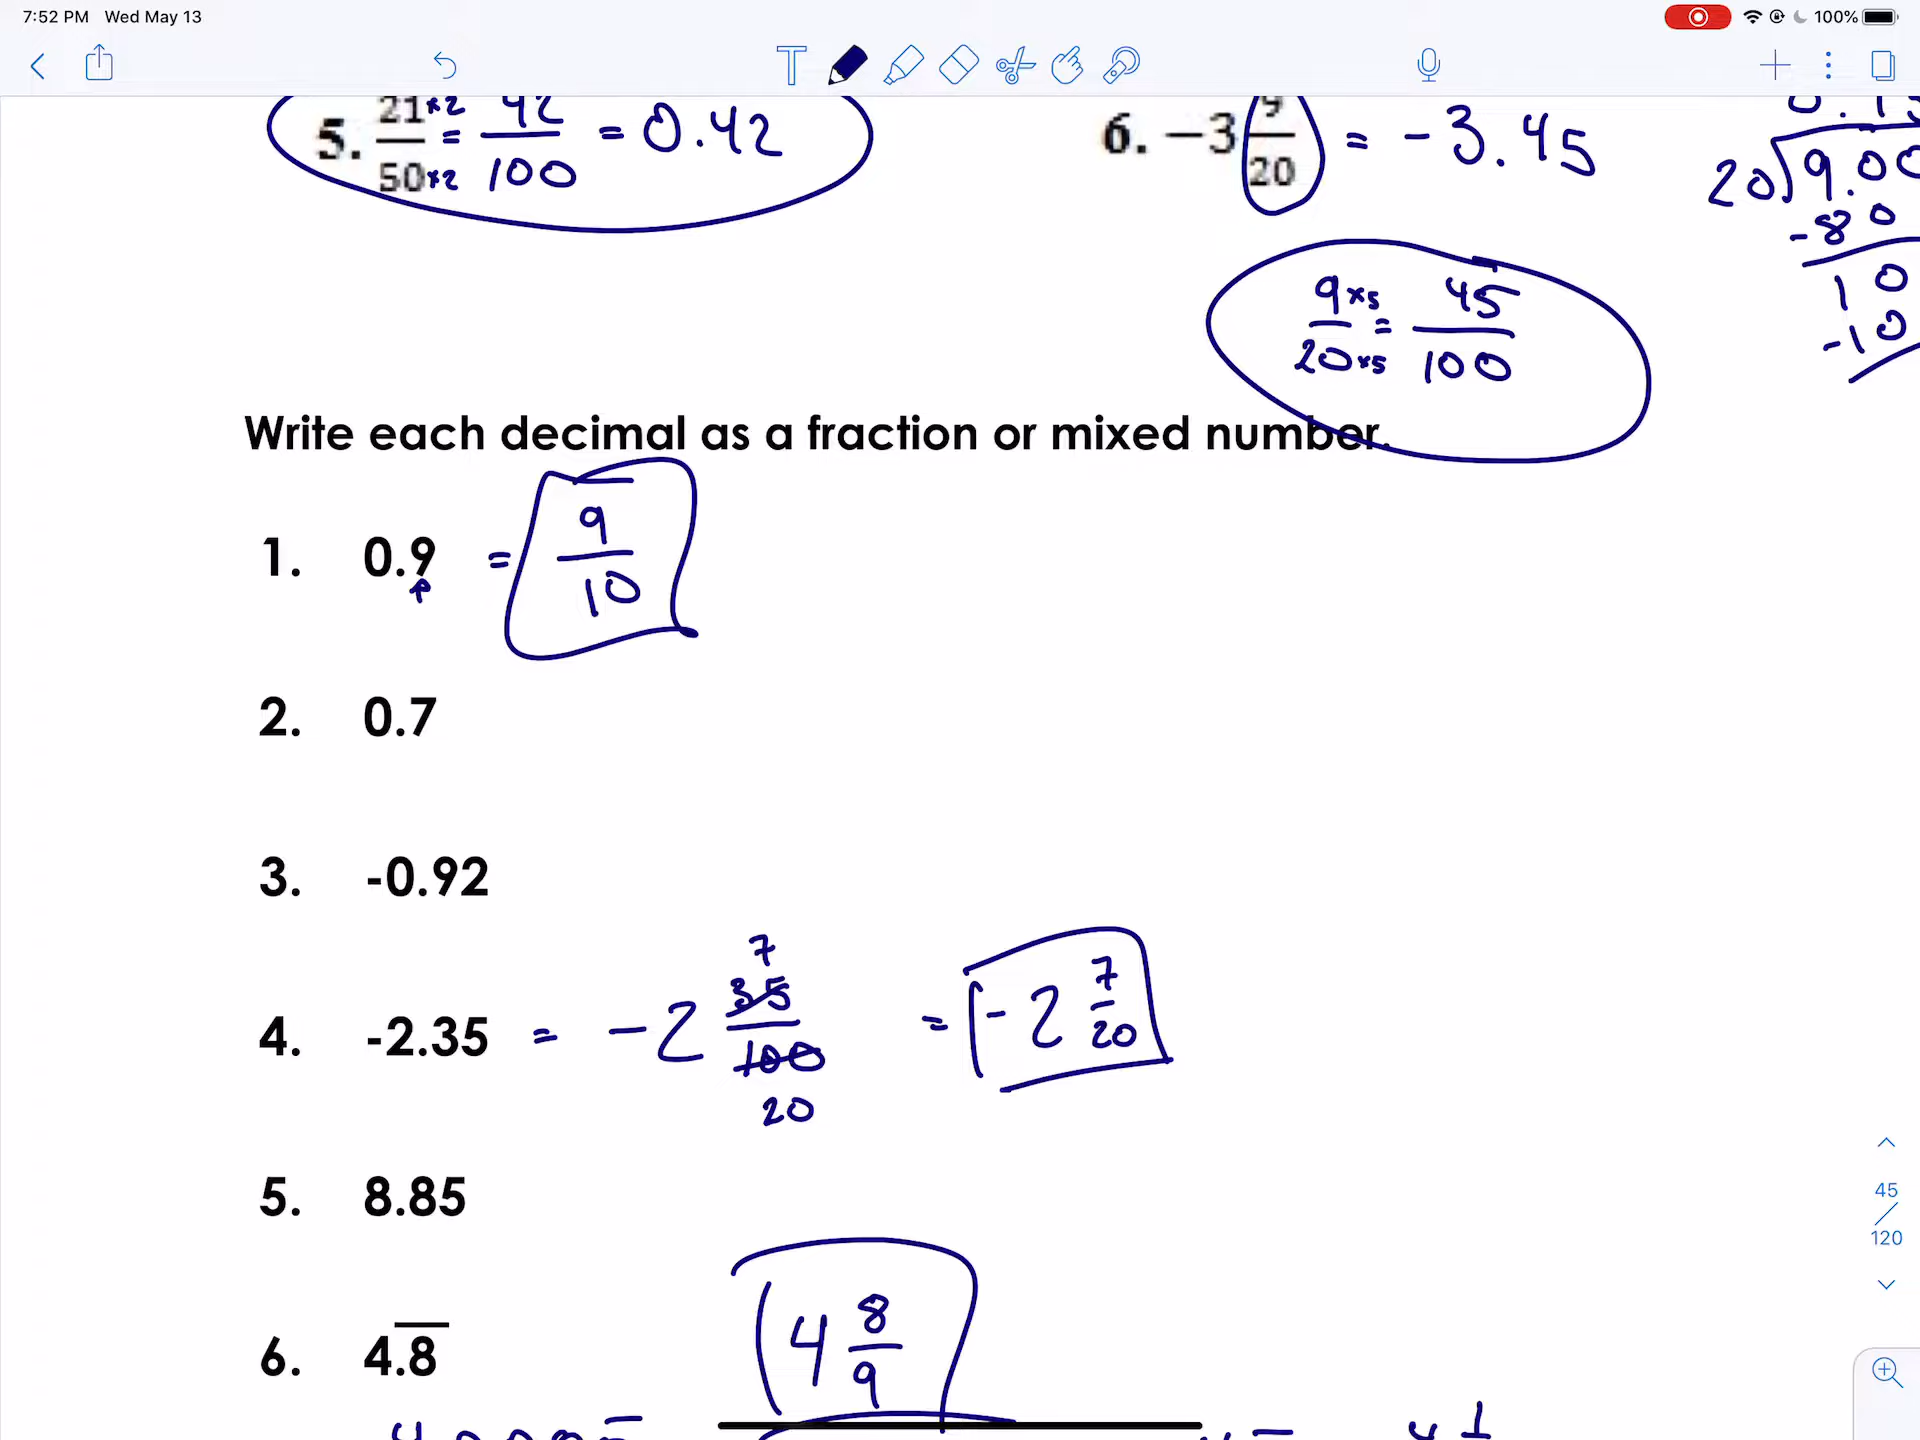 7:52 PM Wed May 13
100%
5. 21×2/50×2 = 42/100 = 0.42
6. −3 9/20 = -3.45
20)9.00
-80
10
-10
9×5/20×5 = 45/100
Write each decimal as a fraction or mixed number.
1. 0.9 = 9/10
2. 0.7
3. -0.92
4. -2.35 = -2 35/100 7 20 = -2 7/20
5. 8.85
6. 4.8̅ 4 8/9
45/120